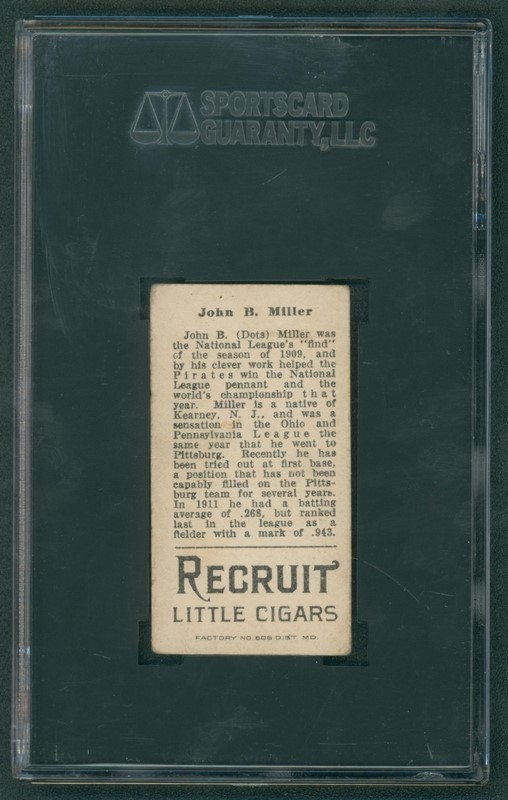 SPORTSCARD
GUARANTY, LLC
John B. Miller
John B. (Dots) Miller was
the National League's "find"
of the season of 1909, and
by his clever work helped the
Pirates win the National
League pennant and the
world's championship that
year. Miller is a native of
Kearney, N. J., and was a
sensation in the Ohio and
Pennsylvania League the
same year that he went to
Pittsburg. Recently he has
been tried out at first base,
a position that has not been
capably filled on the Pitts-
burg team for several years.
In 1911 he had a batting
average of .268, but ranked
last in the league as a
fielder with a mark of .943.
RECRUIT
LITTLE CIGARS
FACTORY NO. 606 DIST. MD.